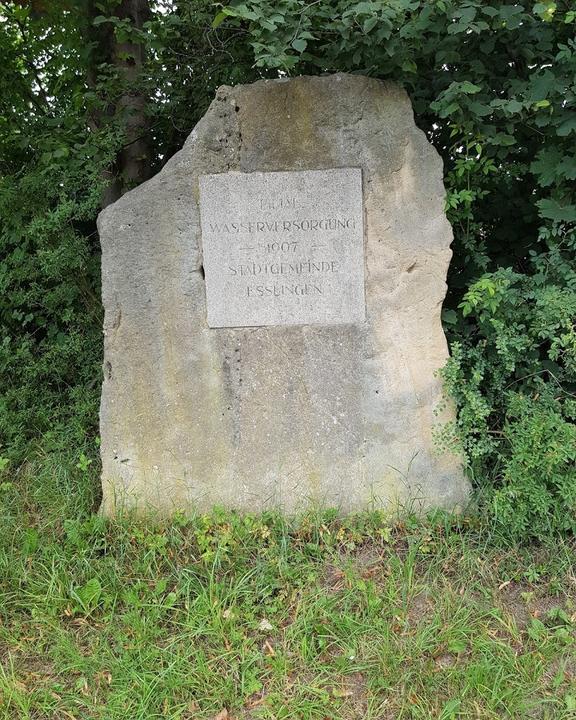 WASSERVERSORGUNG
— 1907 —
STADTGEMEINDE
ESSLINGEN